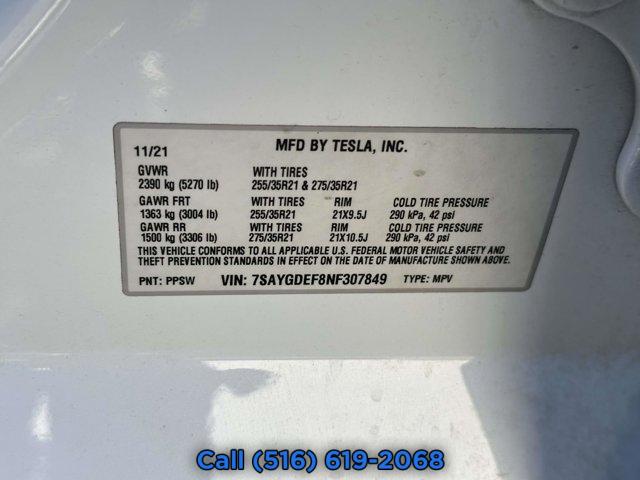 11/21 MFD BY TESLA, INC.
GVWR WITH TIRES
2390 kg (5270 lb) 255/35R21 & 275/35R21
GAWR FRT WITH TIRES RIM COLD TIRE PRESSURE
1363 kg (3004 lb) 255/35R21 21X9.5J 290 kPa, 42 psi
GAWR RR WITH TIRES RIM COLD TIRE PRESSURE
1500 kg (3306 lb) 275/35R21 21X10.5J 290 kPa, 42 psi
THIS VEHICLE CONFORMS TO ALL APPLICABLE U.S. FEDERAL MOTOR VEHICLE SAFETY AND
THEFT PREVENTION STANDARDS IN EFFECT ON THE DATE OF MANUFACTURE SHOWN ABOVE.
PNT: PPSW VIN: 7SAYGDEF8NF307849 TYPE: MPV
Call (516) 619-2068